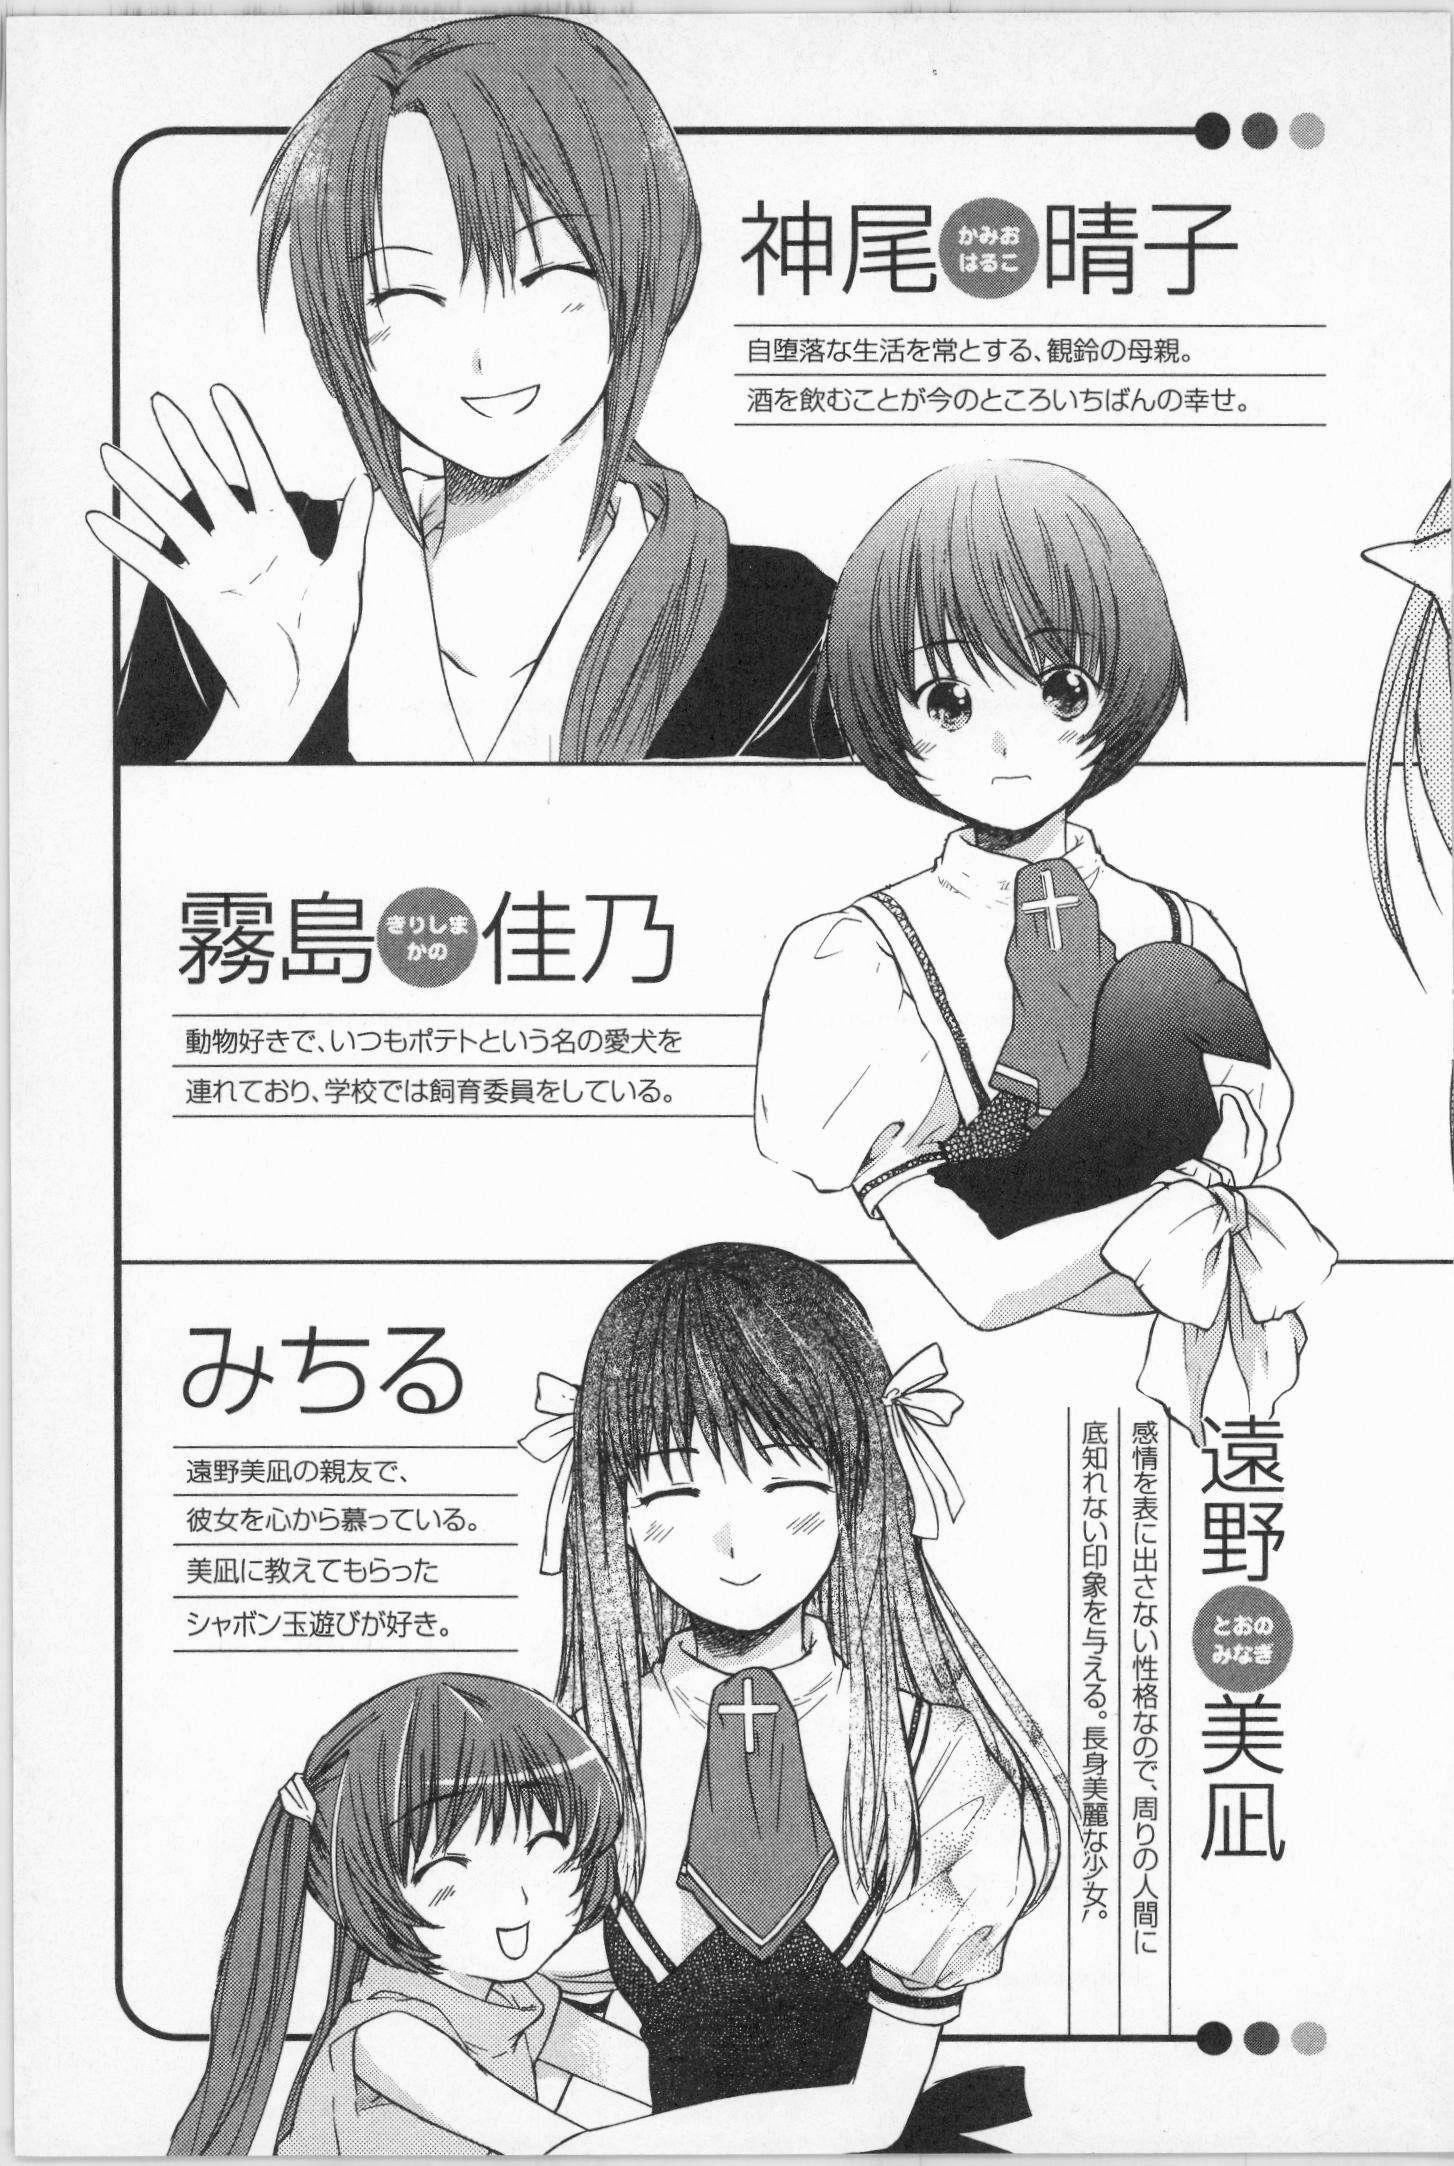 神尾 晴子
かみお
はるこ
自堕落な生活を常とする、観鈴の母親。
酒を飲むことが今のところいちばんの幸せ。
霧島 佳乃
きりしま
かの
動物好きで、いつもポテトという名の愛犬を
連れており、学校では飼育委員をしている。
遠野 美凪
とおの
みなぎ
感情を表に出さない性格なので、周りの人間に
底知れない印象を与える。長身美麗な少女。
みちる
遠野美凪の親友で、
彼女を心から慕っている。
美凪に教えてもらった
シャボン玉遊びが好き。